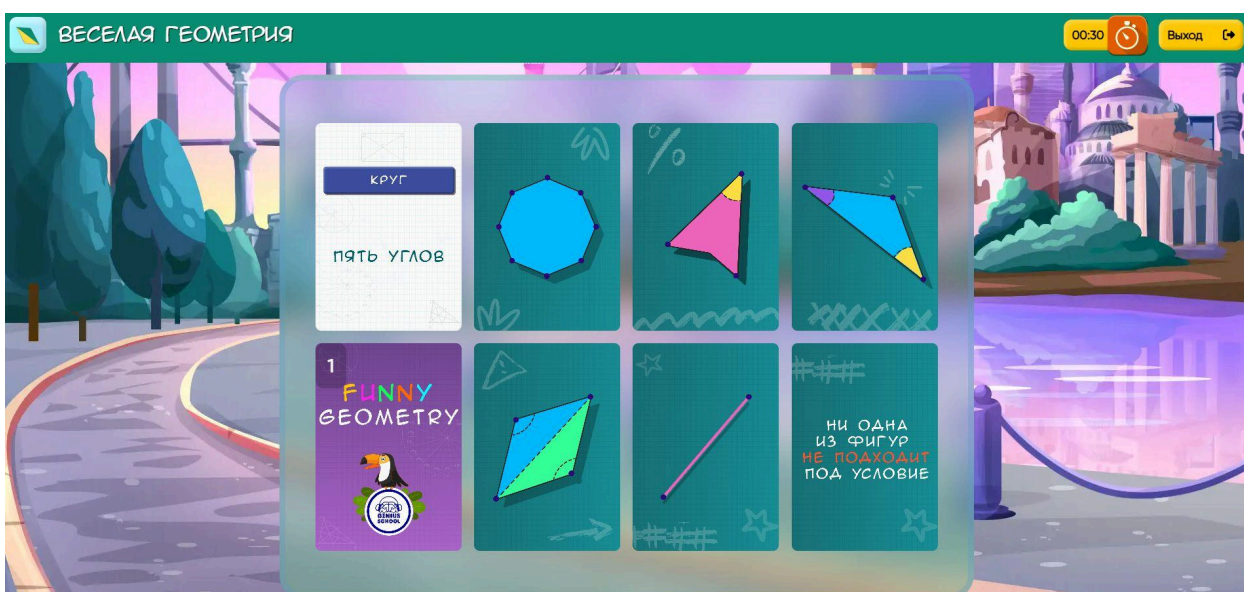 ВЕСЕЛАЯ ГЕОМЕТРИЯ
00:30
Выход
КРУГ
ПЯТЬ УГЛОВ
%
1
FUNNY
GEOMETRY
GENIUS
SCHOOL
НИ ОДНА
ИЗ ФИГУР
НЕ ПОДХОДИТ
ПОД УСЛОВИЕ